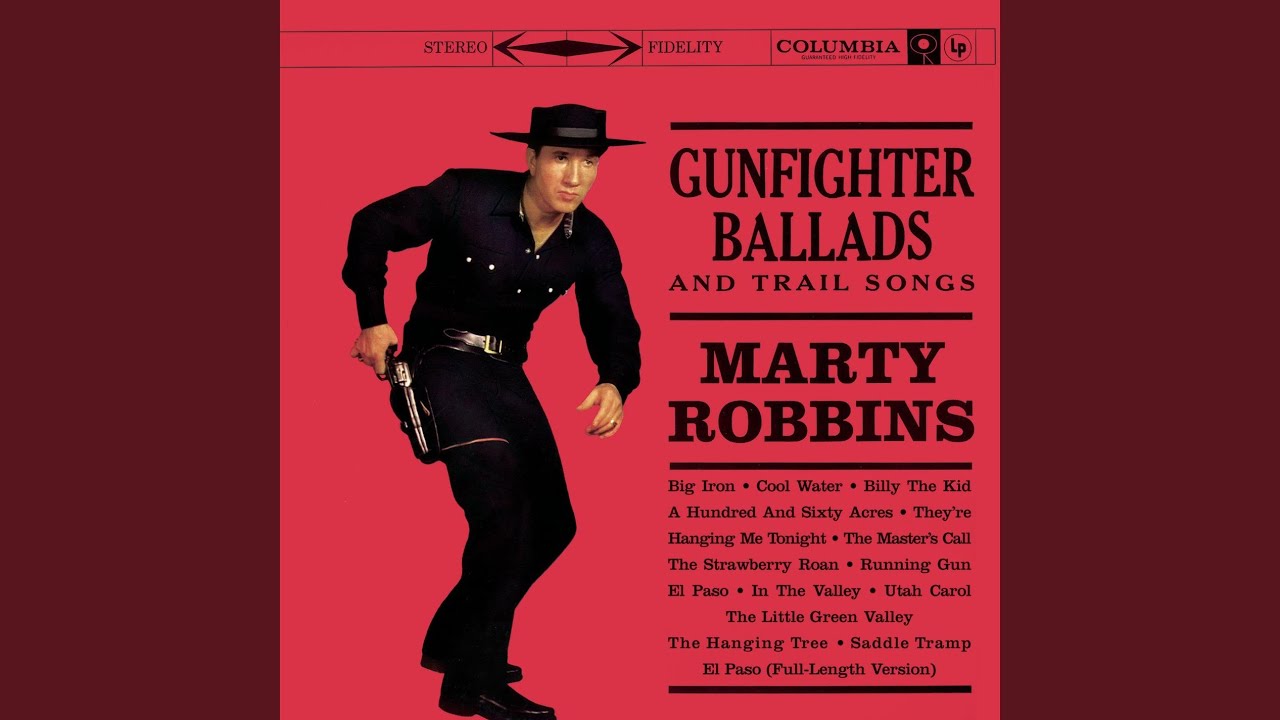 STEREO FIDELITY COLUMBIA Lp
GUARANTEED HIGH FIDELITY
GUNFIGHTER
BALLADS
AND TRAIL SONGS
MARTY
ROBBINS
Big Iron • Cool Water • Billy The Kid
A Hundred And Sixty Acres • They're
Hanging Me Tonight • The Master's Call
The Strawberry Roan • Running Gun
El Paso • In The Valley • Utah Carol
The Little Green Valley
The Hanging Tree • Saddle Tramp
El Paso (Full-Length Version)